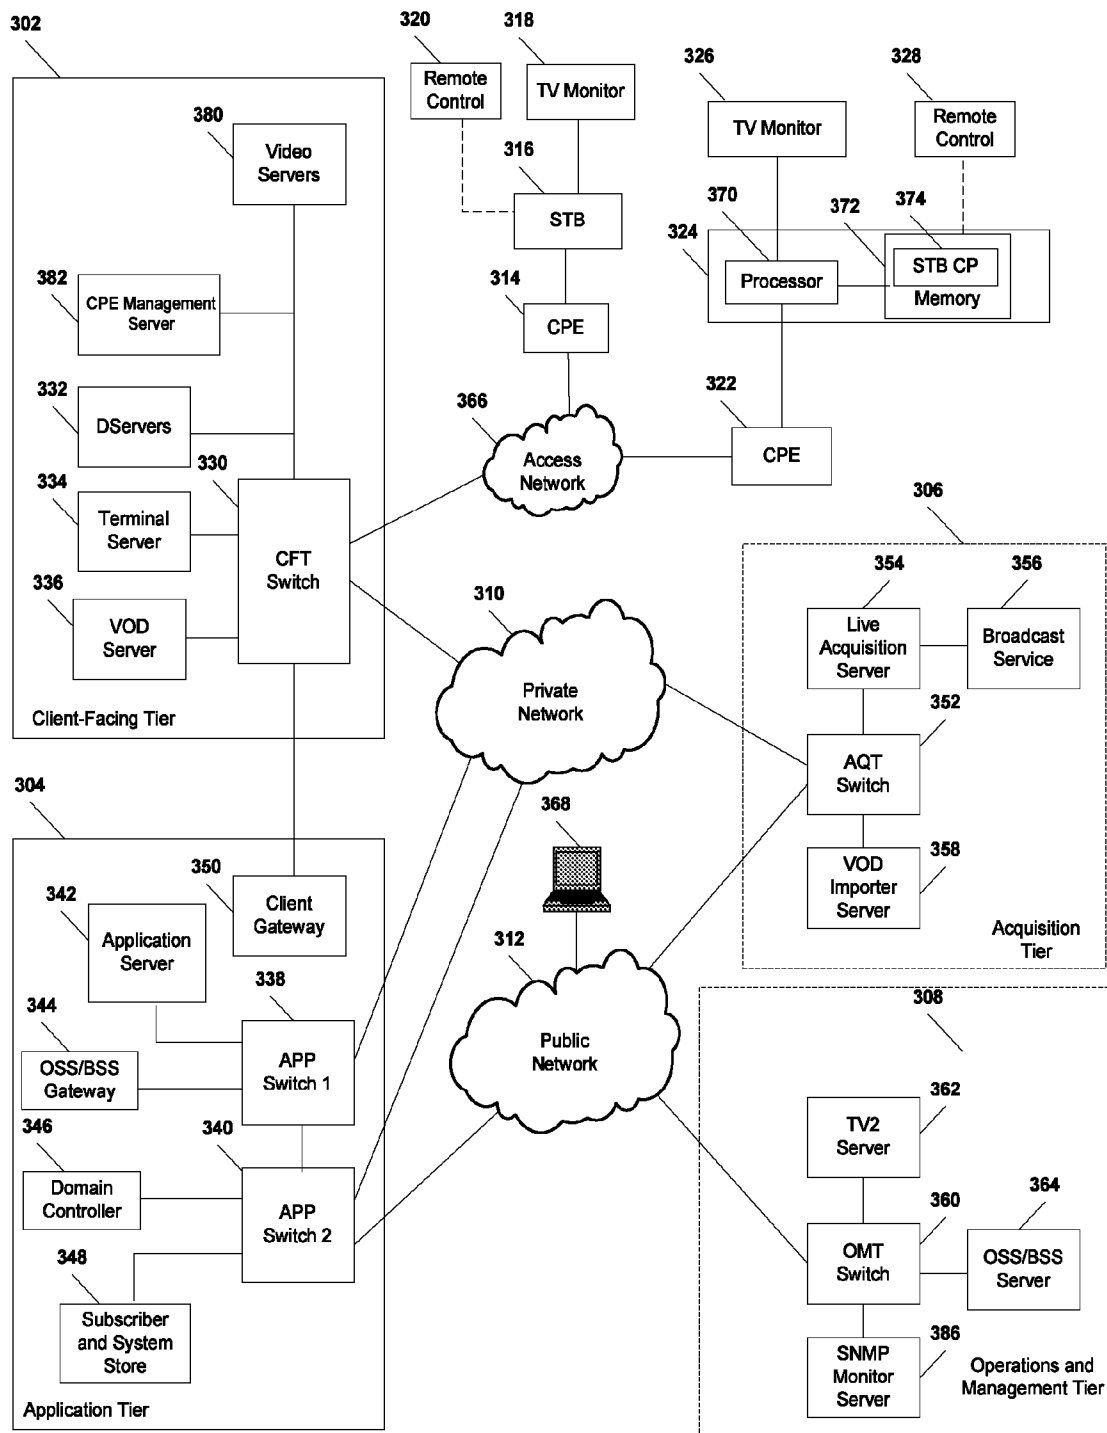 302
320
318
326
328
Remote
Control
TV Monitor
TV Monitor
Remote
Control
380
Video
Servers
316
STB
370
372
374
324
Processor
STB CP
Memory
382
CPE Management
Server
314
CPE
332
DServers
366
Access
Network
322
CPE
330
334
Terminal
Server
CFT
Switch
336
VOD
Server
Client-Facing Tier
310
Private
Network
306
354
356
Live
Acquisition
Server
Broadcast
Service
352
AQT
Switch
358
VOD
Importer
Server
Acquisition
Tier
304
350
Client
Gateway
342
Application
Server
368
312
Public
Network
338
344
OSS/BSS
Gateway
APP
Switch 1
346
340
Domain
Controller
APP
Switch 2
348
Subscriber
and System
Store
Application Tier
308
362
TV2
Server
360
364
OMT
Switch
OSS/BSS
Server
386
SNMP
Monitor
Server
Operations and
Management Tier